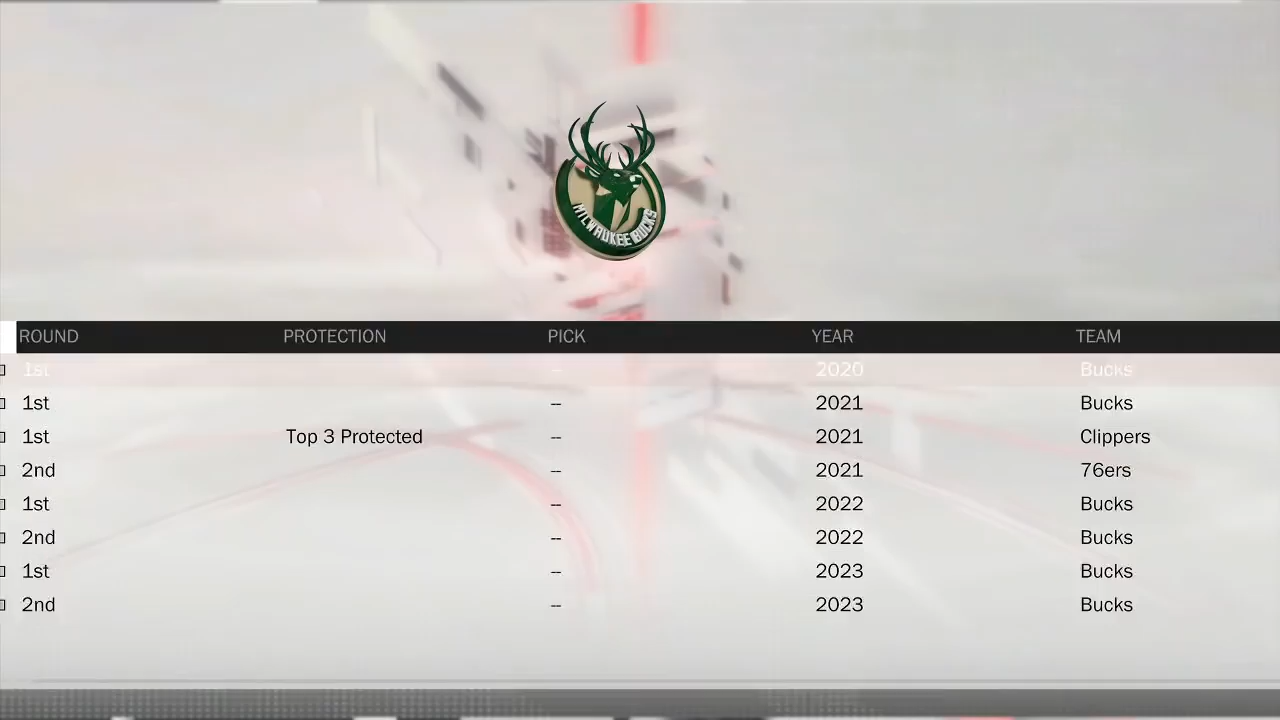 MILWAUKEE BUCKS
ROUND PROTECTION PICK YEAR TEAM
1st -- 2020 Bucks
1st -- 2021 Bucks
1st Top 3 Protected -- 2021 Clippers
2nd -- 2021 76ers
1st -- 2022 Bucks
2nd -- 2022 Bucks
1st -- 2023 Bucks
2nd -- 2023 Bucks